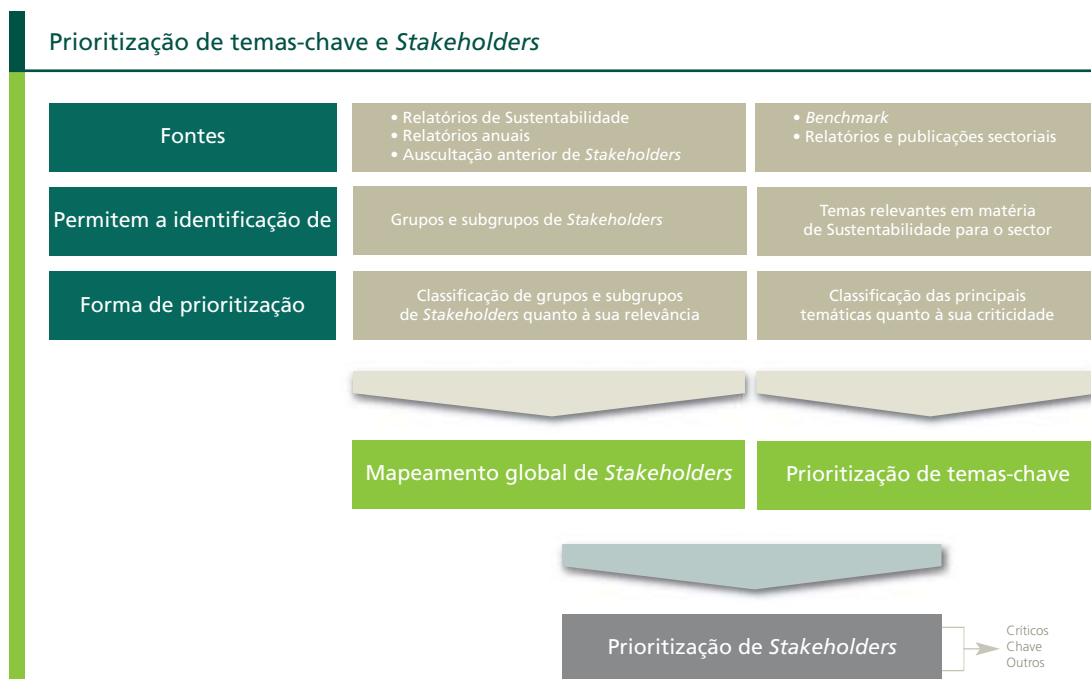 Prioritização de temas-chave e Stakeholders
Fontes
• Relatórios de Sustentabilidade
• Relatórios anuais
• Auscultação anterior de Stakeholders
• Benchmark
• Relatórios e publicações sectoriais
Permitem a identificação de
Grupos e subgrupos de Stakeholders
Temas relevantes em matéria
de Sustentabilidade para o sector
Forma de prioritização
Classificação de grupos e subgrupos
de Stakeholders quanto à sua relevância
Classificação das principais
temáticas quanto à sua criticidade
Mapeamento global de Stakeholders
Prioritização de temas-chave
Prioritização de Stakeholders
Críticos
Chave
Outros